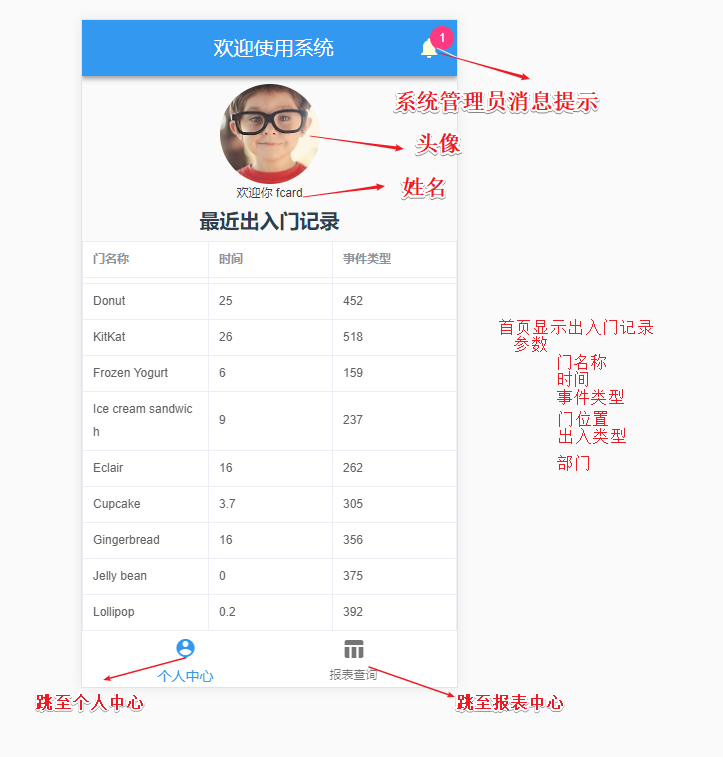 欢迎使用系统
1
系统管理员消息提示
头像
欢迎你 fcard
姓名
最近出入门记录
门名称 时间 事件类型
Donut 25 452
KitKat 26 518
Frozen Yogurt 6 159
Ice cream sandwic
h 9 237
Eclair 16 262
Cupcake 3.7 305
Gingerbread 16 356
Jelly bean 0 375
Lollipop 0.2 392
首页显示出入门记录
参数
门名称
时间
事件类型
门位置
出入类型
部门
个人中心 报表查询
跳至个人中心 跳至报表中心